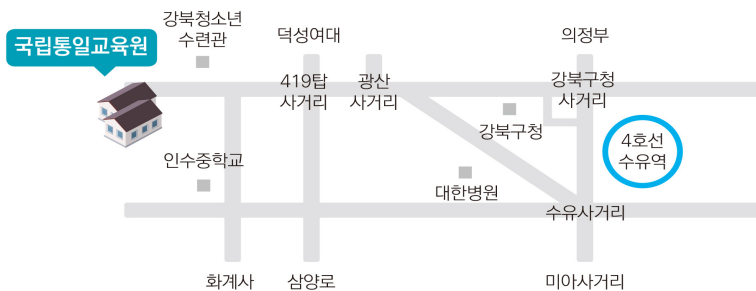 국립통일교육원
강북청소년
수련관
덕성여대
의정부
419탑
사거리
광산
사거리
강북구청
사거리
강북구청
4호선
수유역
인수중학교
대한병원
수유사거리
화계사
삼양로
미아사거리